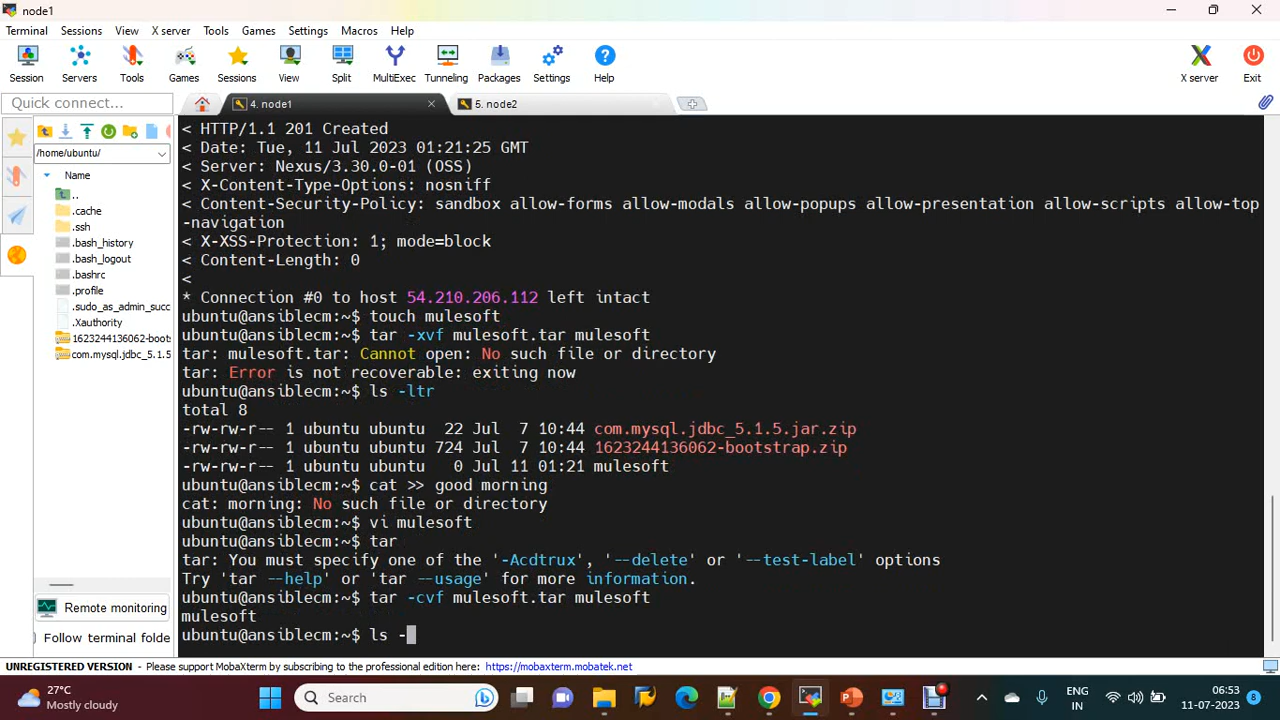 node1
Terminal Sessions View X server Tools Games Settings Macros Help
Session Servers Tools Games Sessions View Split MultiExec Tunneling Packages Settings Help X server Exit
Quick connect...
4. node1
5. node2
/home/ubuntu/
Name
..
.cache
.ssh
.bash_history
.bash_logout
.bashrc
.profile
.sudo_as_admin_succ
.Xauthority
1623244136062-boots
com.mysql.jdbc_5.1.5
Remote monitoring
Follow terminal folde
< HTTP/1.1 201 Created
< Date: Tue, 11 Jul 2023 01:21:25 GMT
< Server: Nexus/3.30.0-01 (OSS)
< X-Content-Type-Options: nosniff
< Content-Security-Policy: sandbox allow-forms allow-modals allow-popups allow-presentation allow-scripts allow-top
-navigation
< X-XSS-Protection: 1; mode=block
< Content-Length: 0
<
* Connection #0 to host 54.210.206.112 left intact
ubuntu@ansiblecm:~$ touch mulesoft
ubuntu@ansiblecm:~$ tar -xvf mulesoft.tar mulesoft
tar: mulesoft.tar: Cannot open: No such file or directory
tar: Error is not recoverable: exiting now
ubuntu@ansiblecm:~$ ls -ltr
total 8
-rw-rw-r-- 1 ubuntu ubuntu  22 Jul  7 10:44 com.mysql.jdbc_5.1.5.jar.zip
-rw-rw-r-- 1 ubuntu ubuntu 724 Jul  7 10:44 1623244136062-bootstrap.zip
-rw-rw-r-- 1 ubuntu ubuntu   0 Jul 11 01:21 mulesoft
ubuntu@ansiblecm:~$ cat >> good morning
cat: morning: No such file or directory
ubuntu@ansiblecm:~$ vi mulesoft
ubuntu@ansiblecm:~$ tar
tar: You must specify one of the '-Acdtrux', '--delete' or '--test-label' options
Try 'tar --help' or 'tar --usage' for more information.
ubuntu@ansiblecm:~$ tar -cvf mulesoft.tar mulesoft
mulesoft
ubuntu@ansiblecm:~$ ls -
UNREGISTERED VERSION - Please support MobaXterm by subscribing to the professional edition here: https://mobaxterm.mobatek.net
27°C
Mostly cloudy
Search
ENG
IN
06:53
11-07-2023
8